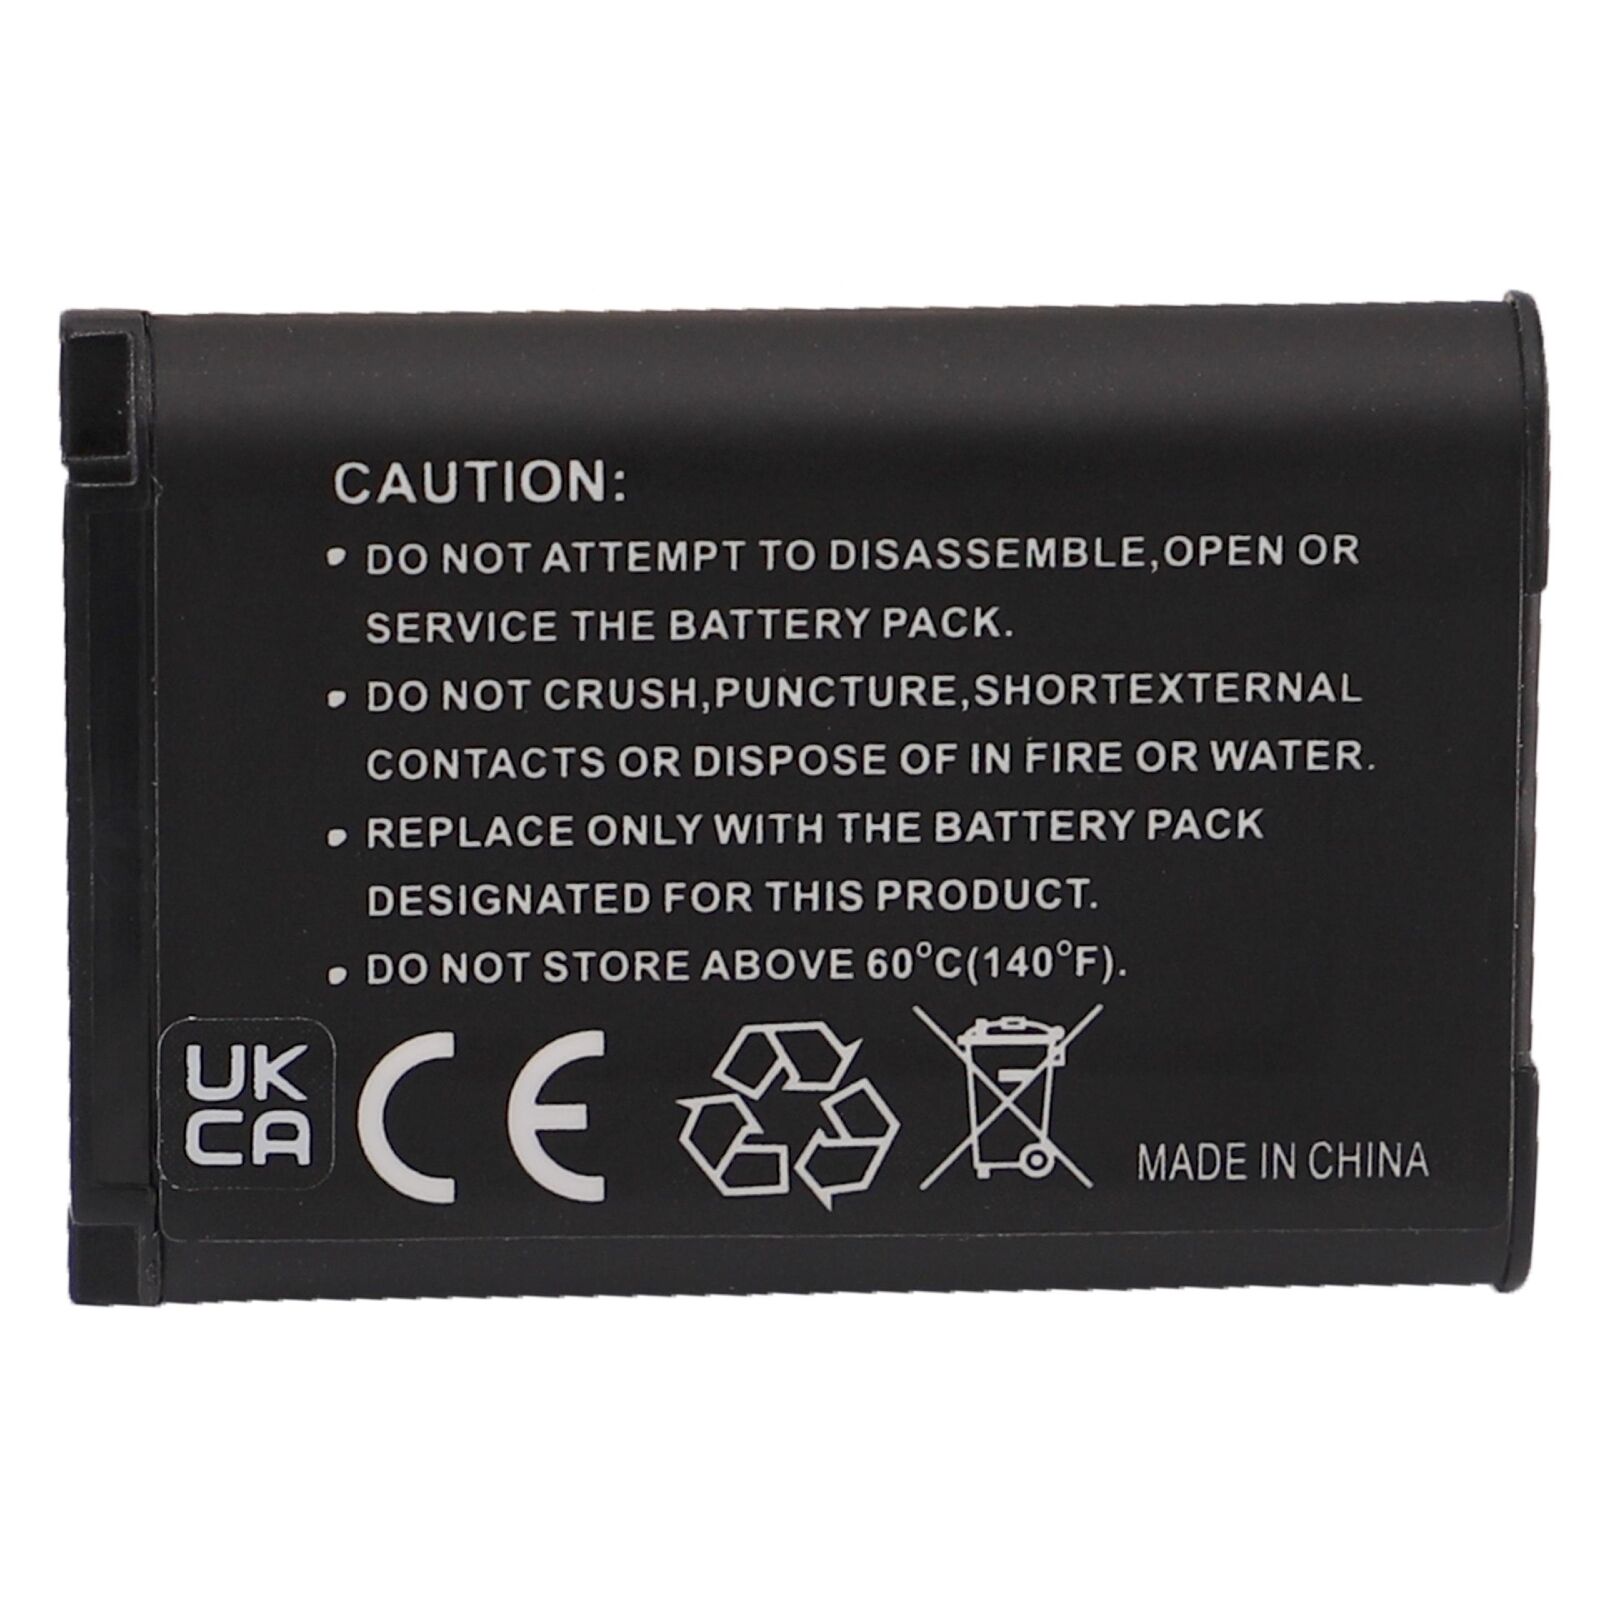 CAUTION:
• DO NOT ATTEMPT TO DISASSEMBLE,OPEN OR
SERVICE THE BATTERY PACK.
• DO NOT CRUSH,PUNCTURE,SHORTEXTERNAL
CONTACTS OR DISPOSE OF IN FIRE OR WATER.
• REPLACE ONLY WITH THE BATTERY PACK
DESIGNATED FOR THIS PRODUCT.
• DO NOT STORE ABOVE 60°C(140°F).
UK
CA
CE
MADE IN CHINA